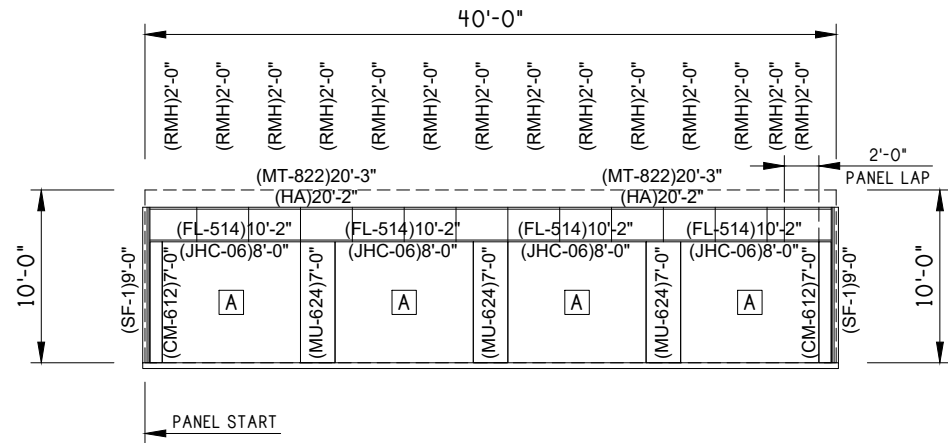 40'-0"
(RMH)2'-0"
(RMH)2'-0"
(RMH)2'-0"
(RMH)2'-0"
(RMH)2'-0"
(RMH)2'-0"
(RMH)2'-0"
(RMH)2'-0"
(RMH)2'-0"
(RMH)2'-0"
(RMH)2'-0"
(RMH)2'-0"
(RMH)2'-0"
(RMH)2'-0"
2'-0"
PANEL LAP
(MT-822)20'-3"
(MT-822)20'-3"
(HA)20'-2"
(HA)20'-2"
(FL-514)10'-2"
(FL-514)10'-2"
(FL-514)10'-2"
(FL-514)10'-2"
(JHC-06)8'-0"
(JHC-06)8'-0"
(JHC-06)8'-0"
(JHC-06)8'-0"
10'-0"
(SF-1)9'-0"
(CM-612)7'-0"
A
(MU-624)7'-0"
A
(MU-624)7'-0"
A
(MU-624)7'-0"
A
(CM-612)7'-0"
(SF-1)9'-0"
10'-0"
PANEL START